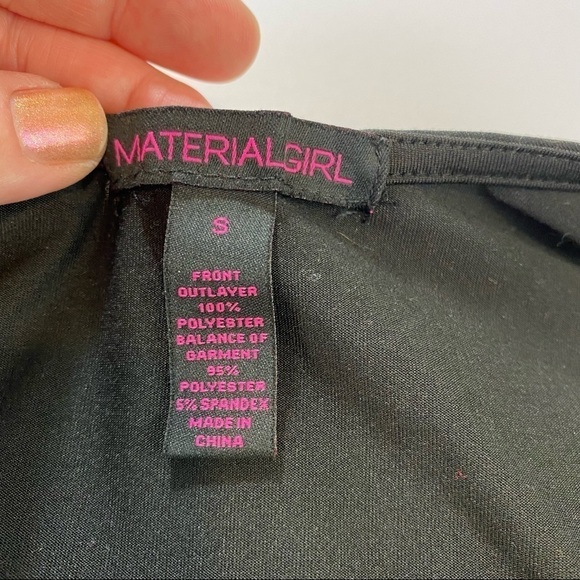 MATERIALGIRL
S
FRONT
OUTLAYER
100%
POLYESTER
BALANCE OF
GARMENT
95%
POLYESTER
5% SPANDEX
MADE IN
CHINA